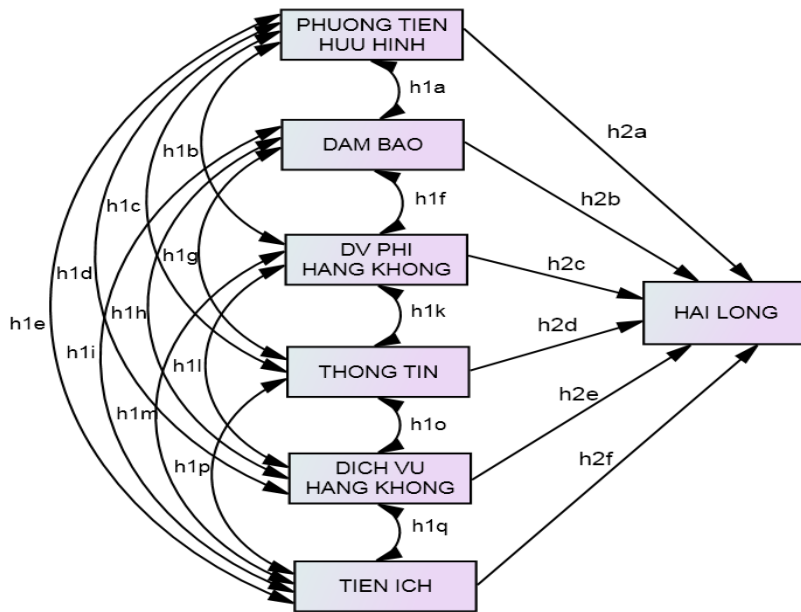 PHUONG TIEN
HUU HINH
h1a
h2a
h1b
DAM BAO
h1f
h2b
h1c
h1g
DV PHI
HANG KHONG
h2c
h1d
h1e
h1h
h1k
h2d
HAI LONG
h1i
h1l
THONG TIN
h1m
h1o
h2e
h1p
DICH VU
HANG KHONG
h2f
h1q
TIEN ICH